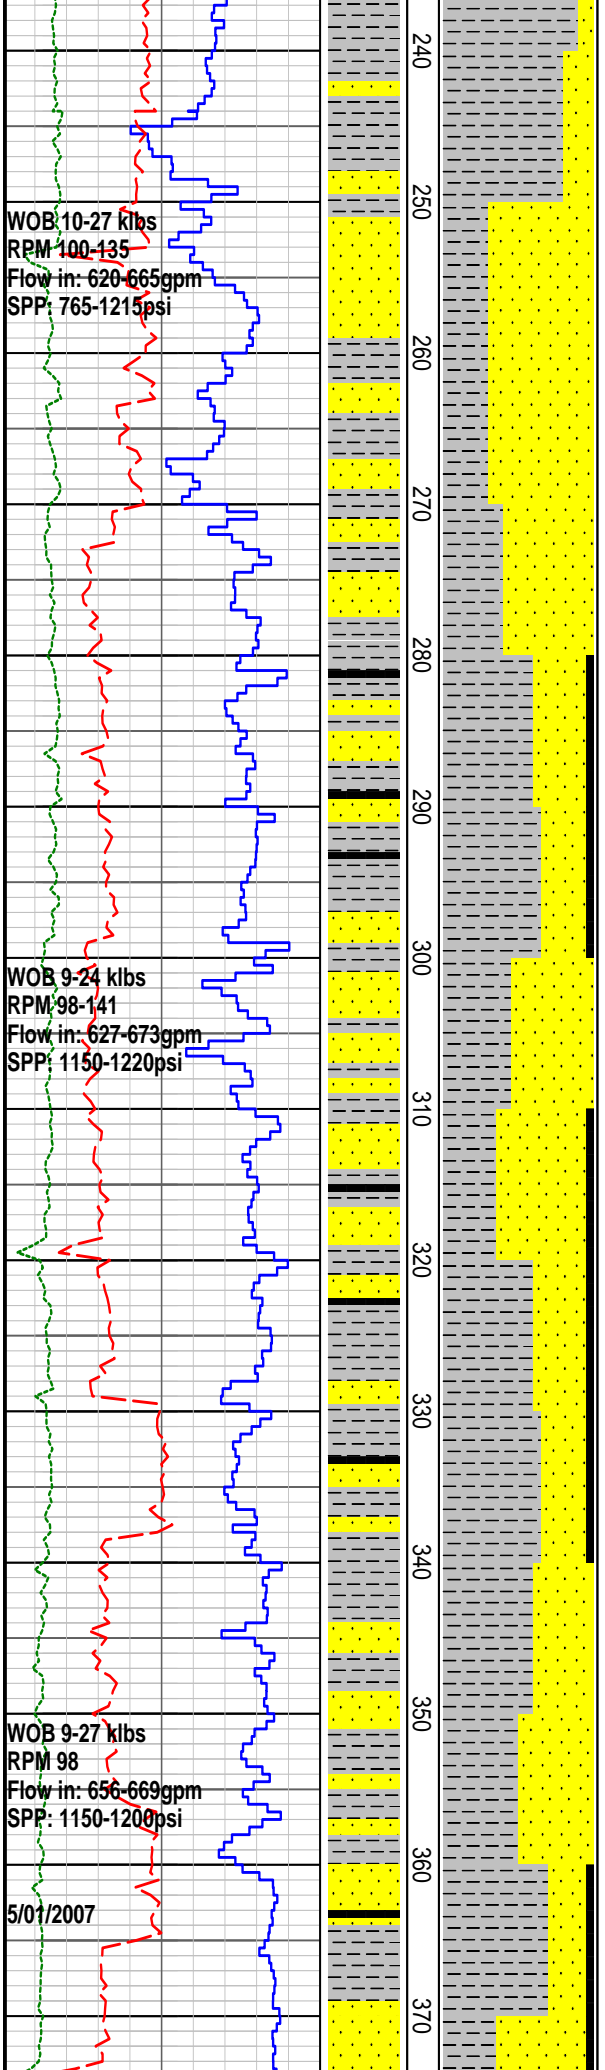 240
250
WOB 10-27 klbs
RPM 100-135
Flow in: 620-665gpm
SPP: 765-1215psi
260
270
280
290
300
WOB 9-24 klbs
RPM 98-141
Flow in: 627-673gpm
SPP: 1150-1220psi
310
320
330
340
350
WOB 9-27 klbs
RPM 98
Flow in: 656-669gpm
SPP: 1150-1200psi
360
5/01/2007
370